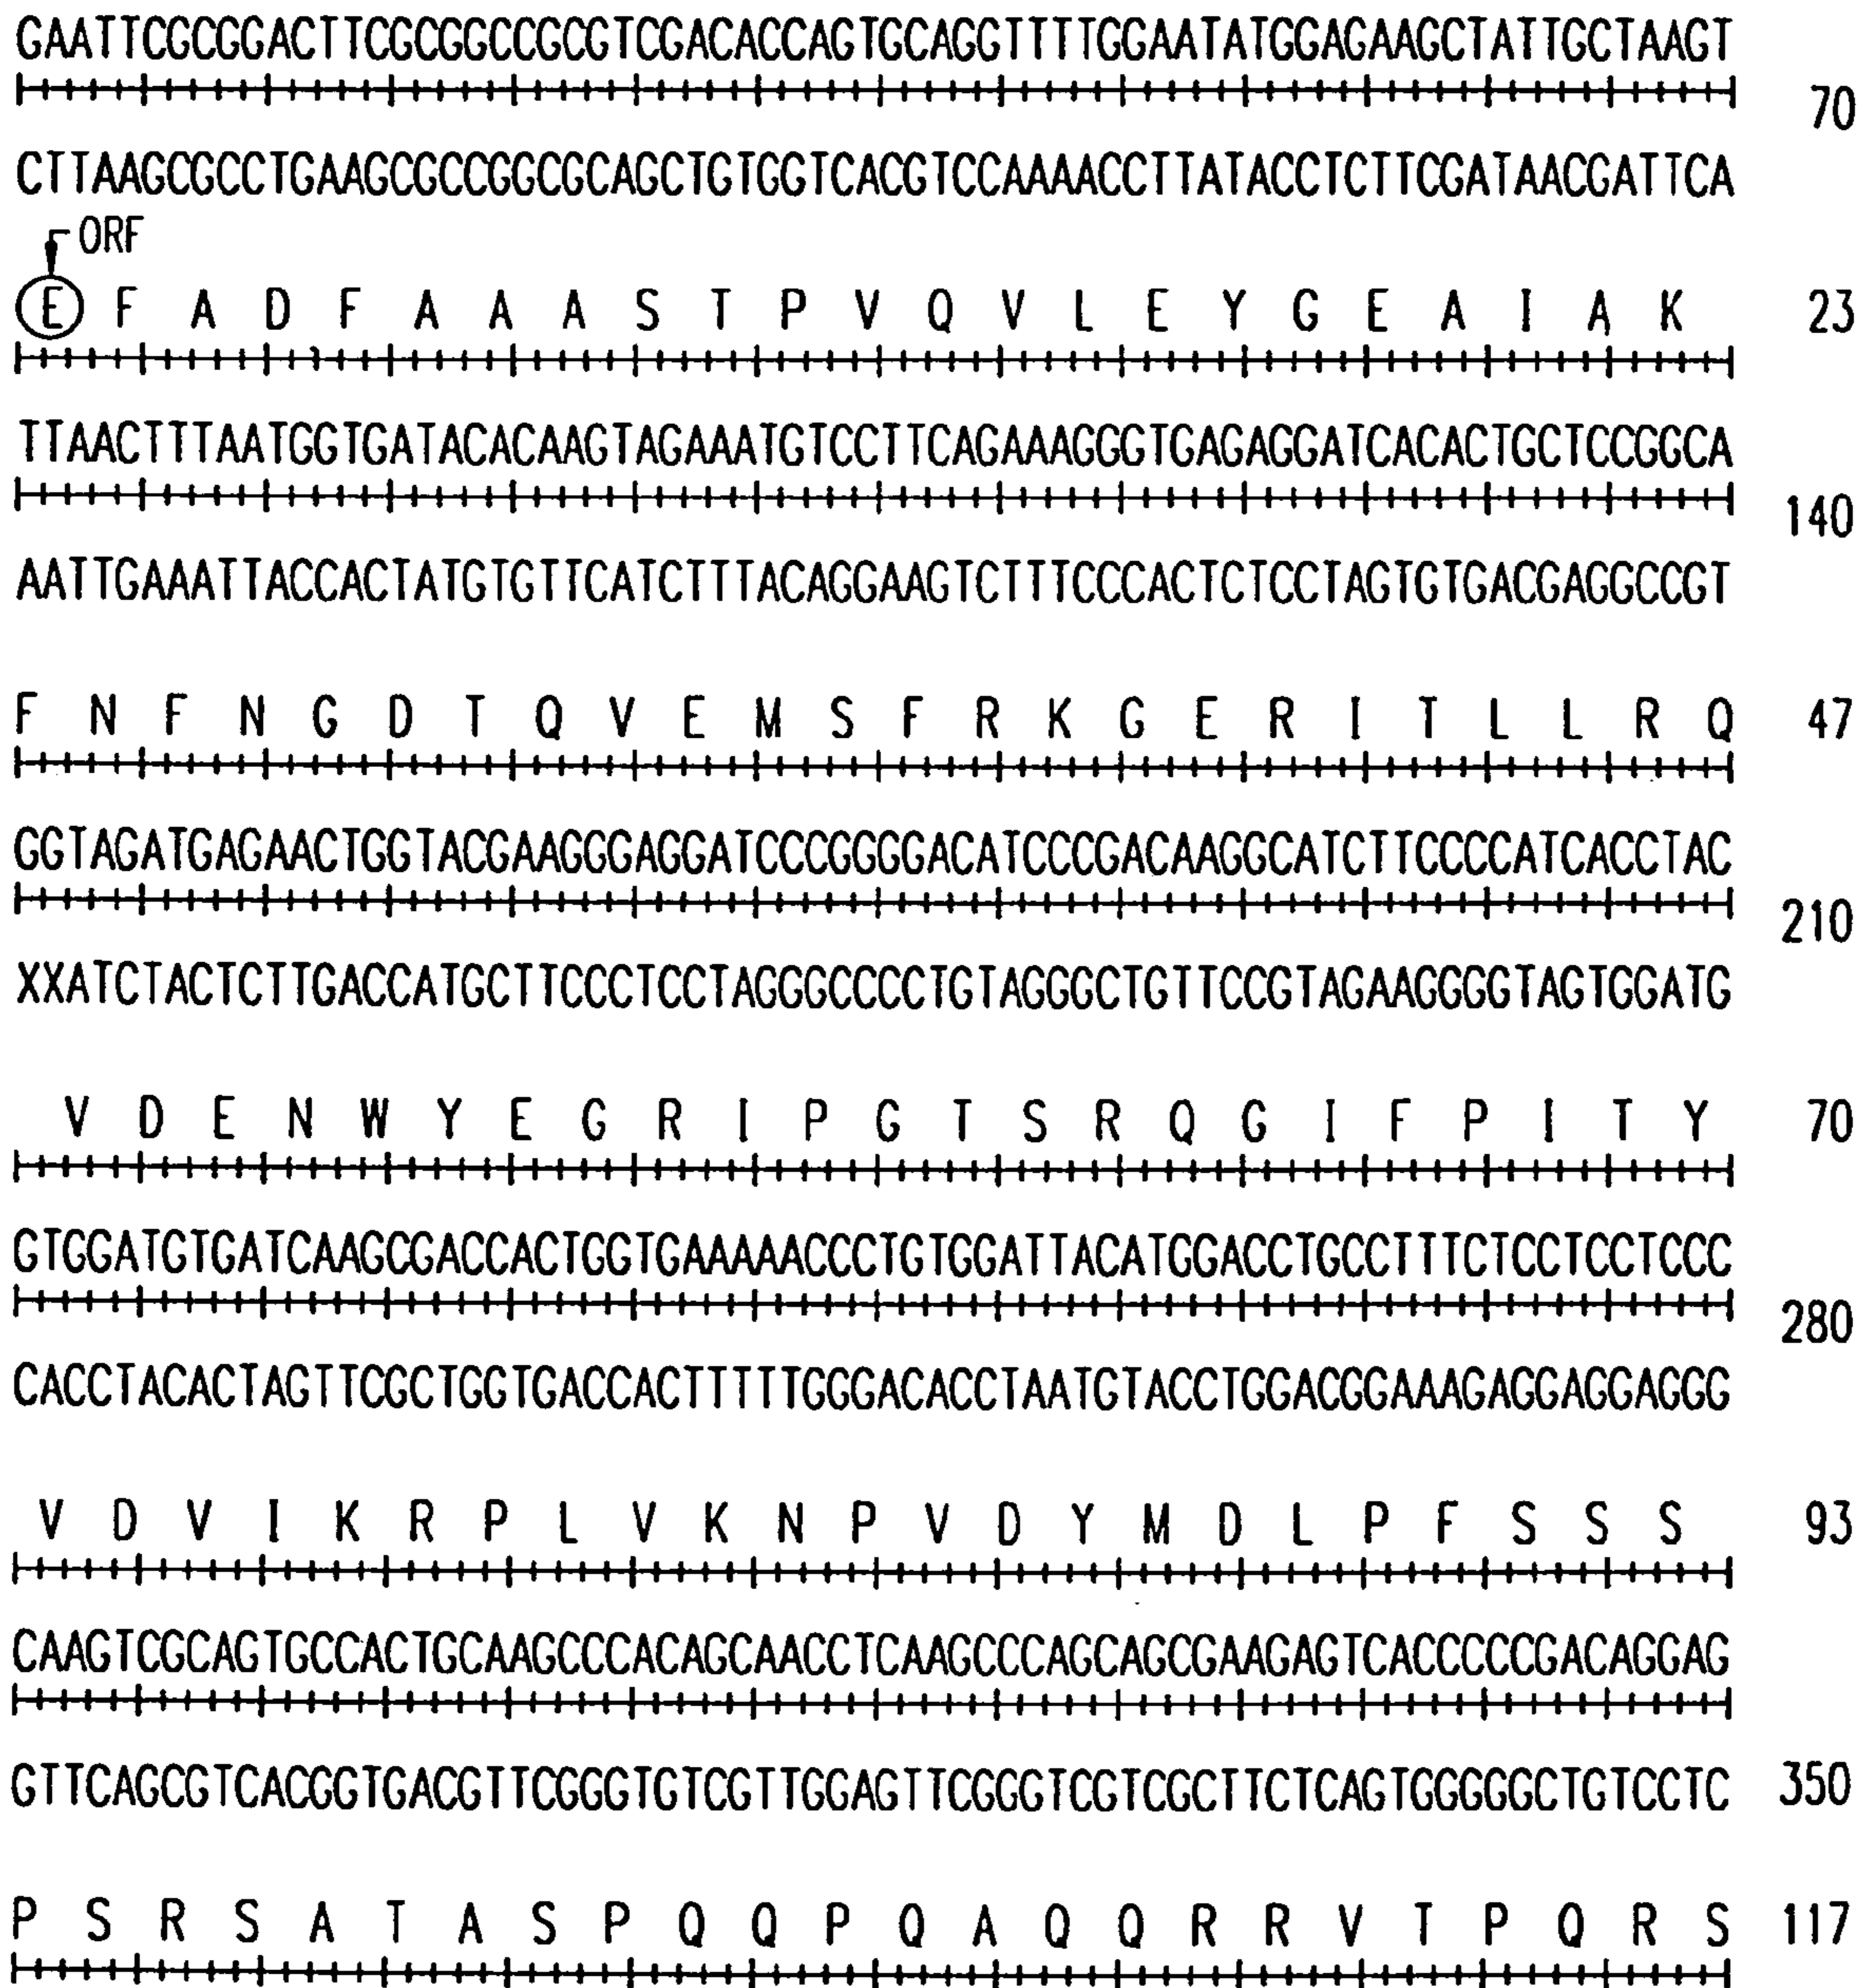 GAATTCGCGGACTTCGCGGCCGCGTCGACACCAGTGCAGGTTTTGGAATATGGAGAAGCTATTGCTAAGT
70
CTTAAGCGCCTGAAGCGCCGGCGCAGCTGTGGTCACGTCCAAAACCTTATACCTCTTCGATAACGATTCA
ORF
E F A D F A A A S T P V Q V L E Y G E A I A K 23
TTAACTTTAATGGTGATACACAAGTAGAAATGTCCTTCAGAAAGGGTGAGAGGATCACACTGCTCCGGCA
140
AATTGAAATTACCACTATGTGTTCATCTTTACAGGAAGTCTTTCCCACTCTCCTAGTGTGACGAGGCCGT
F N F N G D T Q V E M S F R K G E R I T L L R Q 47
GGTAGATGAGAACTGGTACGAAGGGAGGATCCCGGGGACATCCCGACAAGGCATCTTCCCCATCACCTAC
210
XXATCTACTCTTGACCATGCTTCCCTCCTAGGGCCCCTGTAGGGCTGTTCCGTAGAAGGGGTAGTGGATG
V D E N W Y E G R I P G T S R Q G I F P I T Y 70
GTGGATGTGATCAAGCGACCACTGGTGAAAAACCCTGTGGATTACATGGACCTGCCTTTCTCCTCCTCCC
280
CACCTACACTAGTTCGCTGGTGACCACTTTTTGGGACACCTAATGTACCTGGACGGAAAGAGGAGGAGGG
V D V I K R P L V K N P V D Y M D L P F S S S 93
CAAGTCGCAGTGCCACTGCAAGCCCACAGCAACCTCAAGCCCAGCAGCGAAGAGTCACCCCCGACAGGAG
GTTCAGCGTCACGGTGACGTTCGGGTGTCGTTGGAGTTCGGGTCGTCGCTTCTCAGTGGGGGCTGTCCTC 350
P S R S A T A S P Q Q P Q A Q Q R R V T P Q R S 117